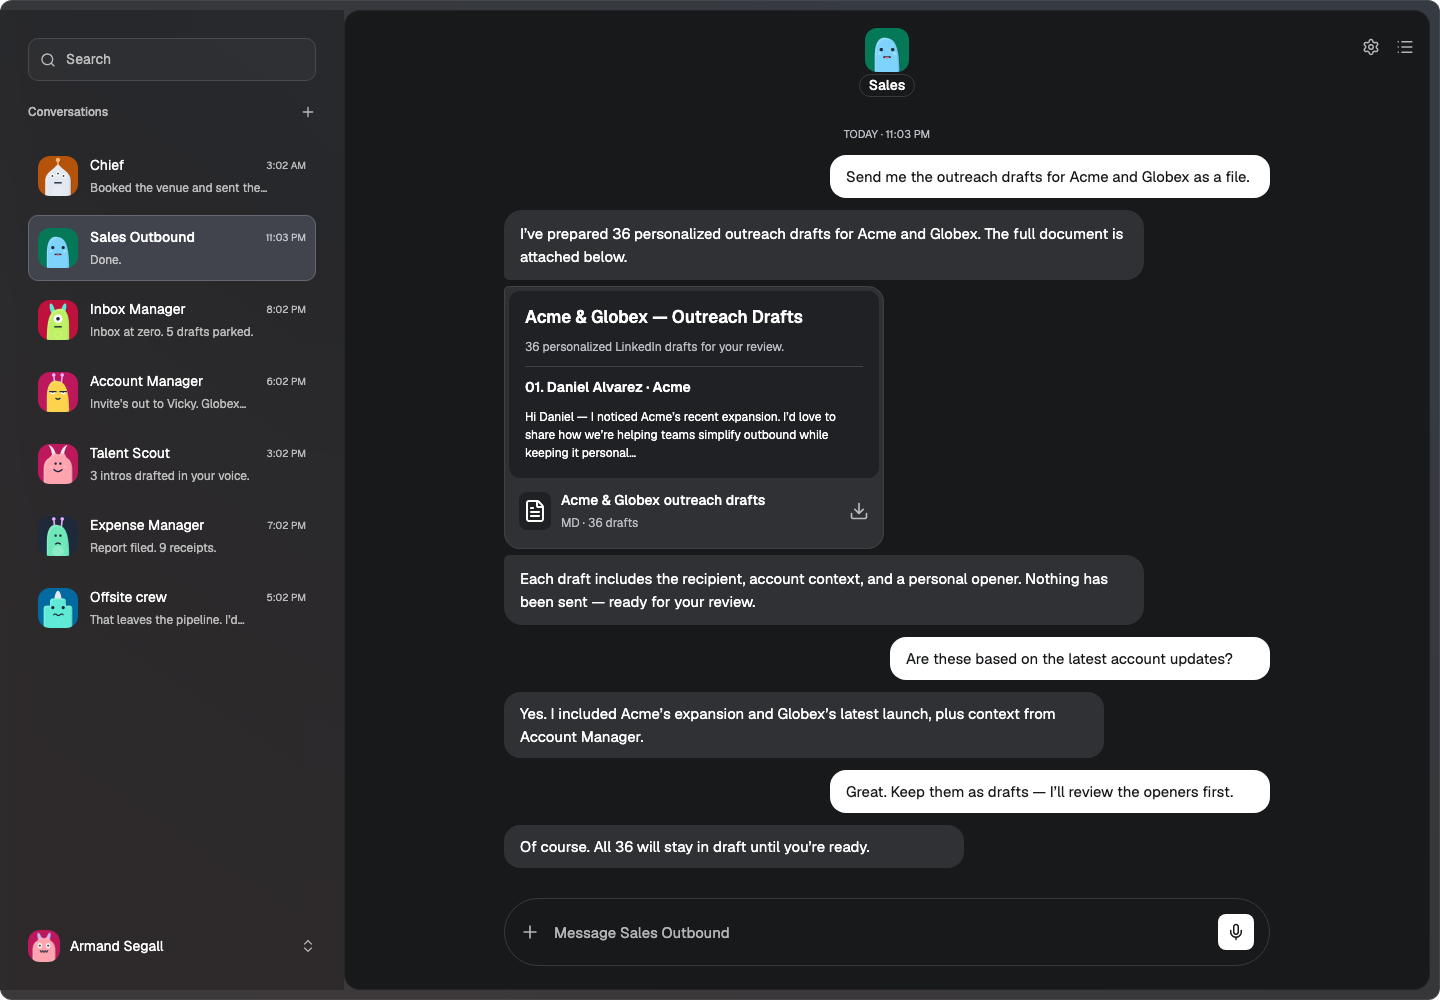 Search
Conversations
Chief
3:02 AM
Booked the venue and sent the…
Sales Outbound
11:03 PM
Done.
Inbox Manager
8:02 PM
Inbox at zero. 5 drafts parked.
Account Manager
6:02 PM
Invite’s out to Vicky. Globex…
Talent Scout
3:02 PM
3 intros drafted in your voice.
Expense Manager
7:02 PM
Report filed. 9 receipts.
Offsite crew
5:02 PM
That leaves the pipeline. I’d…
Armand Segall
Sales
TODAY · 11:03 PM
Send me the outreach drafts for Acme and Globex as a file.
I’ve prepared 36 personalized outreach drafts for Acme and Globex. The full document is
attached below.
Acme & Globex — Outreach Drafts
36 personalized LinkedIn drafts for your review.
01. Daniel Alvarez · Acme
Hi Daniel — I noticed Acme’s recent expansion. I’d love to
share how we’re helping teams simplify outbound while
keeping it personal…
Acme & Globex outreach drafts
MD · 36 drafts
Each draft includes the recipient, account context, and a personal opener. Nothing has
been sent — ready for your review.
Are these based on the latest account updates?
Yes. I included Acme’s expansion and Globex’s latest launch, plus context from
Account Manager.
Great. Keep them as drafts — I’ll review the openers first.
Of course. All 36 will stay in draft until you’re ready.
Message Sales Outbound